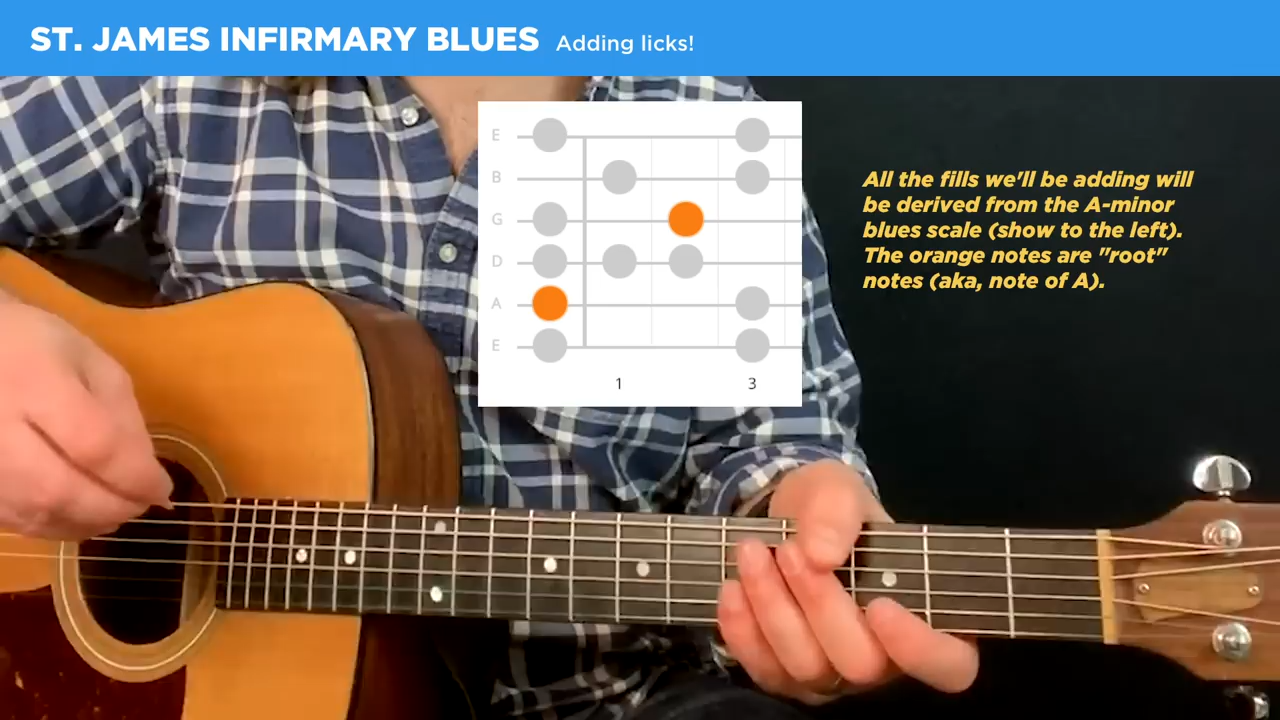 ST. JAMES INFIRMARY BLUES Adding licks!
E
B
G
D
A
E
1 3
All the fills we'll be adding will
be derived from the A-minor
blues scale (show to the left).
The orange notes are "root"
notes (aka, note of A).